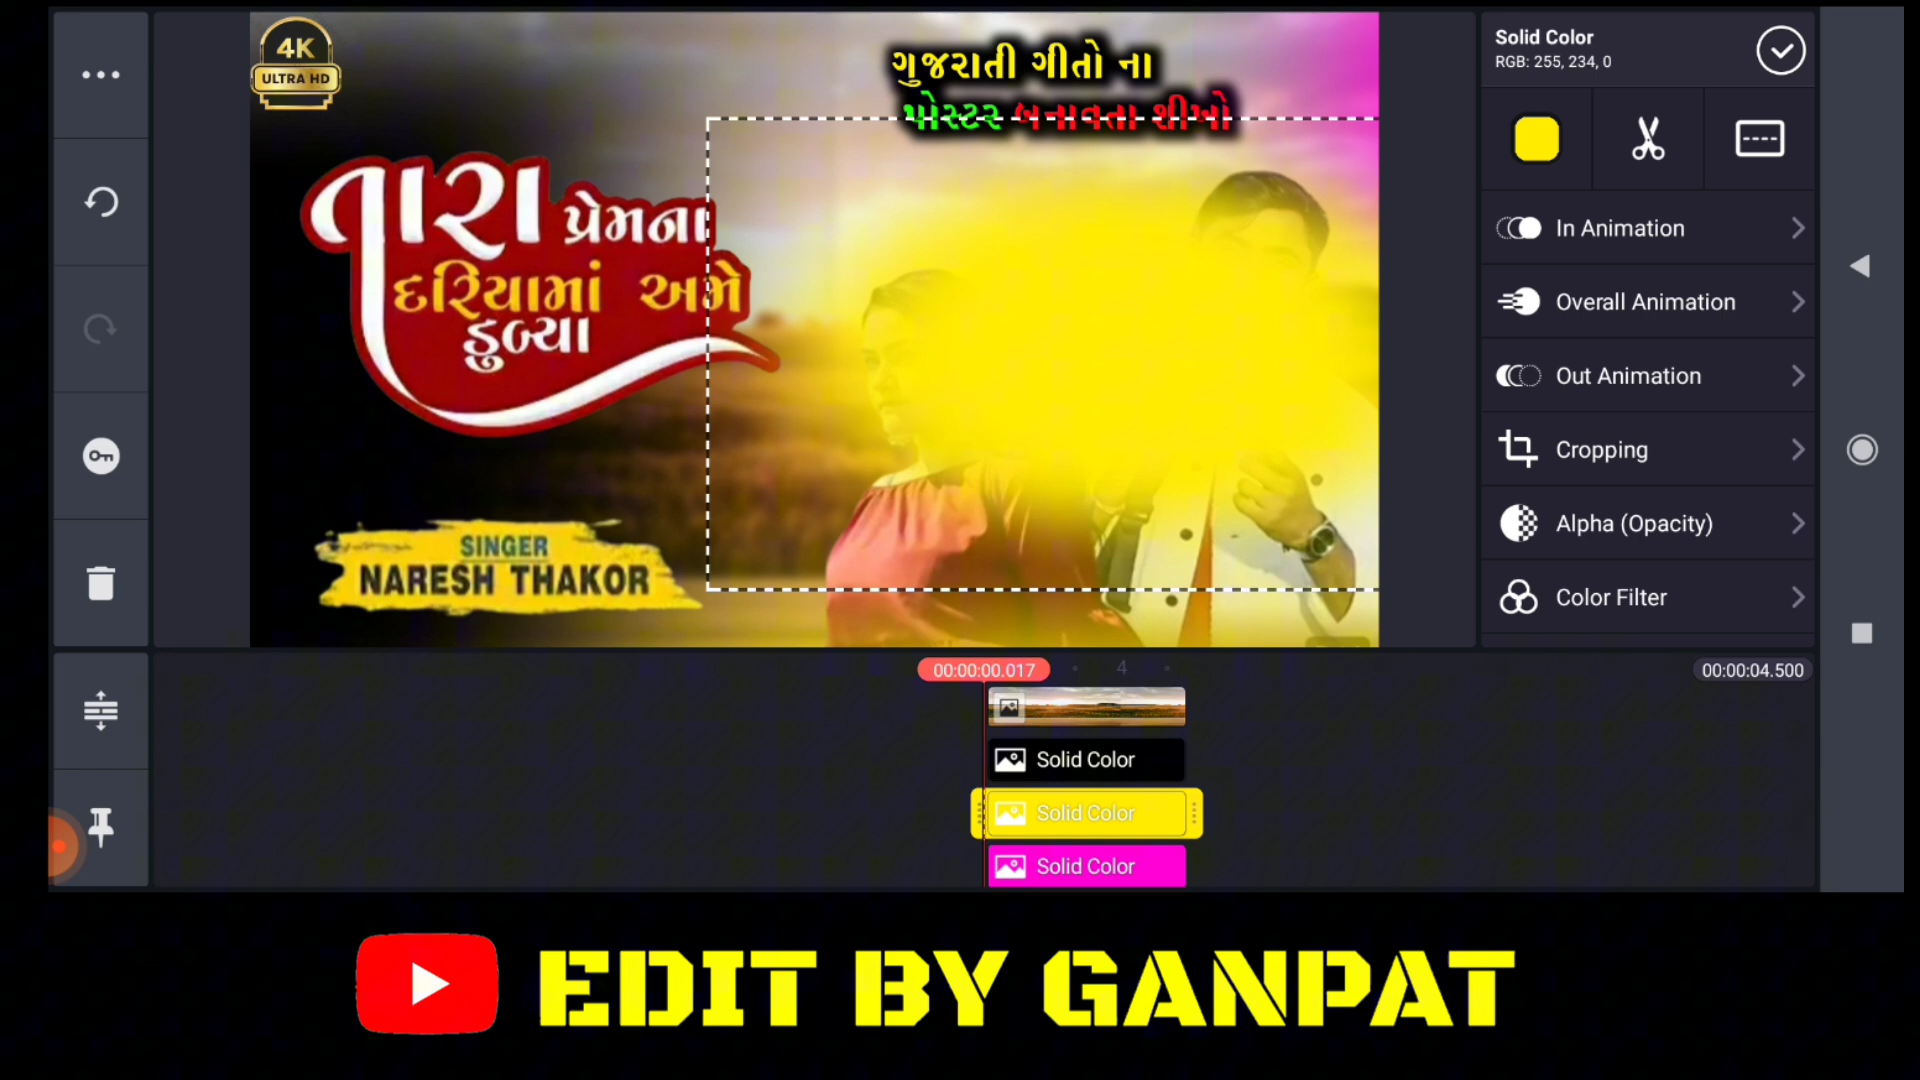 4K
ULTRA HD
ગુજરાતી ગીતો ના
પોસ્ટર બનાવતા શીખો
તારા પ્રેમના
દરિયામાં અમે
ડુબ્યા
SINGER
NARESH THAKOR
Solid Color
RGB: 255, 234, 0
In Animation
Overall Animation
Out Animation
Cropping
Alpha (Opacity)
Color Filter
00:00:00.017
4
00:00:04.500
Solid Color
Solid Color
Solid Color
EDIT BY GANPAT